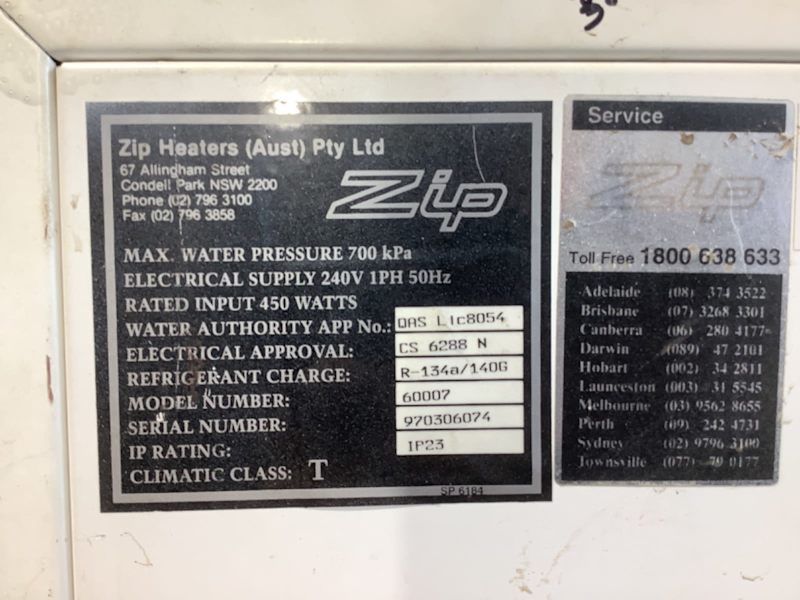 Zip Heaters (Aust) Pty Ltd
67 Allingham Street
Condell Park NSW 2200
Phone (02) 796 3100
Fax (02) 796 3858
Zip
MAX. WATER PRESSURE 700 kPa
ELECTRICAL SUPPLY 240V 1PH 50Hz
RATED INPUT 450 WATTS
WATER AUTHORITY APP No.: QAS Lic8054
ELECTRICAL APPROVAL: CS 6288 N
REFRIGERANT CHARGE: R-134a/140G
MODEL NUMBER: 60007
SERIAL NUMBER: 970306074
IP RATING: IP23
CLIMATIC CLASS: T
SP 6184
Service
Zip
Toll Free 1800 638 633
Adelaide (08) 374 3522
Brisbane (07) 3268 3301
Canberra (06) 280 4177
Darwin (089) 47 2101
Hobart (002) 34 2811
Launceston (003) 31 5545
Melbourne (03) 9562 8655
Perth (09) 242 4731
Sydney (02) 9796 3100
Townsville (077) 79 0177